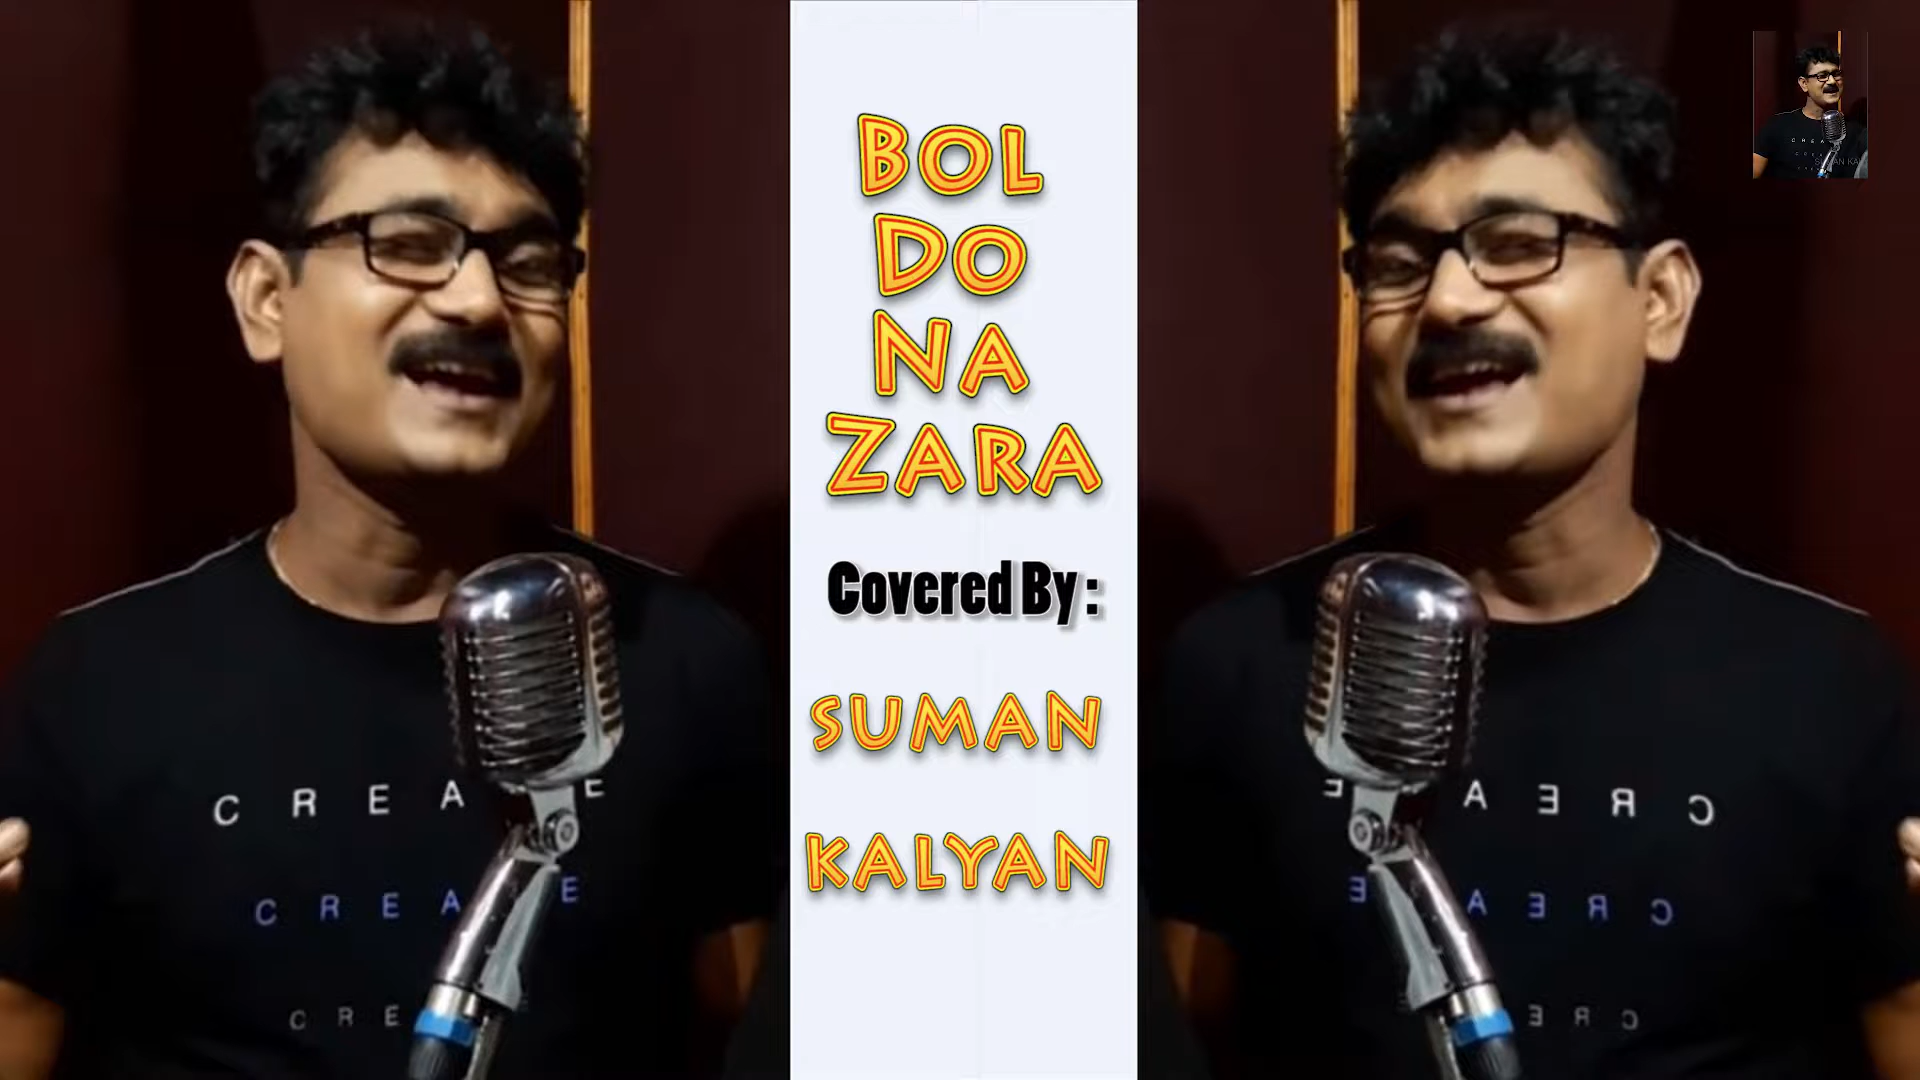 BOL
DO
NA
ZARA
Covered By :
SUMAN
KALYAN
C R E A E
C R E A E
C R E